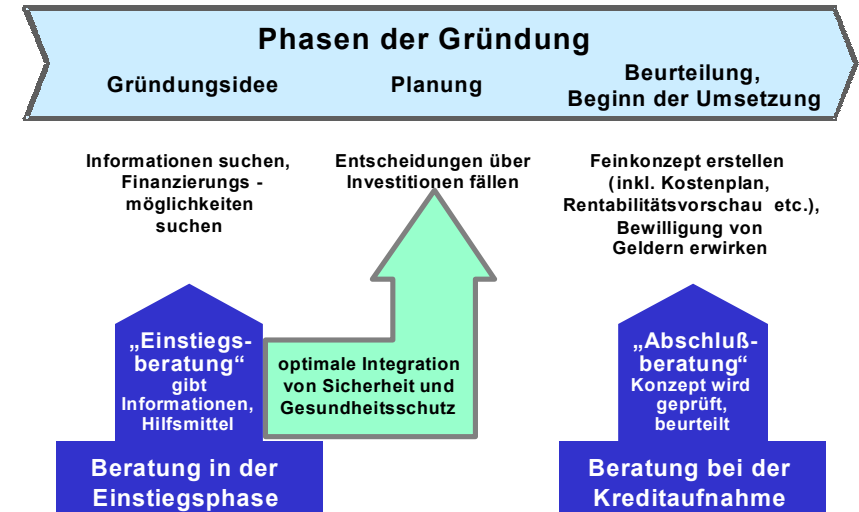 Phasen der Gründung
Gründungsidee
Planung
Beurteilung,
Beginn der Umsetzung
Informationen suchen,
Finanzierungs -
möglichkeiten
suchen
Entscheidungen über
Investitionen fällen
Feinkonzept erstellen
(inkl. Kostenplan,
Rentabilitätsvorschau etc.),
Bewilligung von
Geldern erwirken
„Einstiegs-
beratung“
gibt
Informationen,
Hilfsmittel
optimale Integration
von Sicherheit und
Gesundheitsschutz
„Abschluß-
beratung“
Konzept wird
geprüft,
beurteilt
Beratung in der
Einstiegsphase
Beratung bei der
Kreditaufnahme